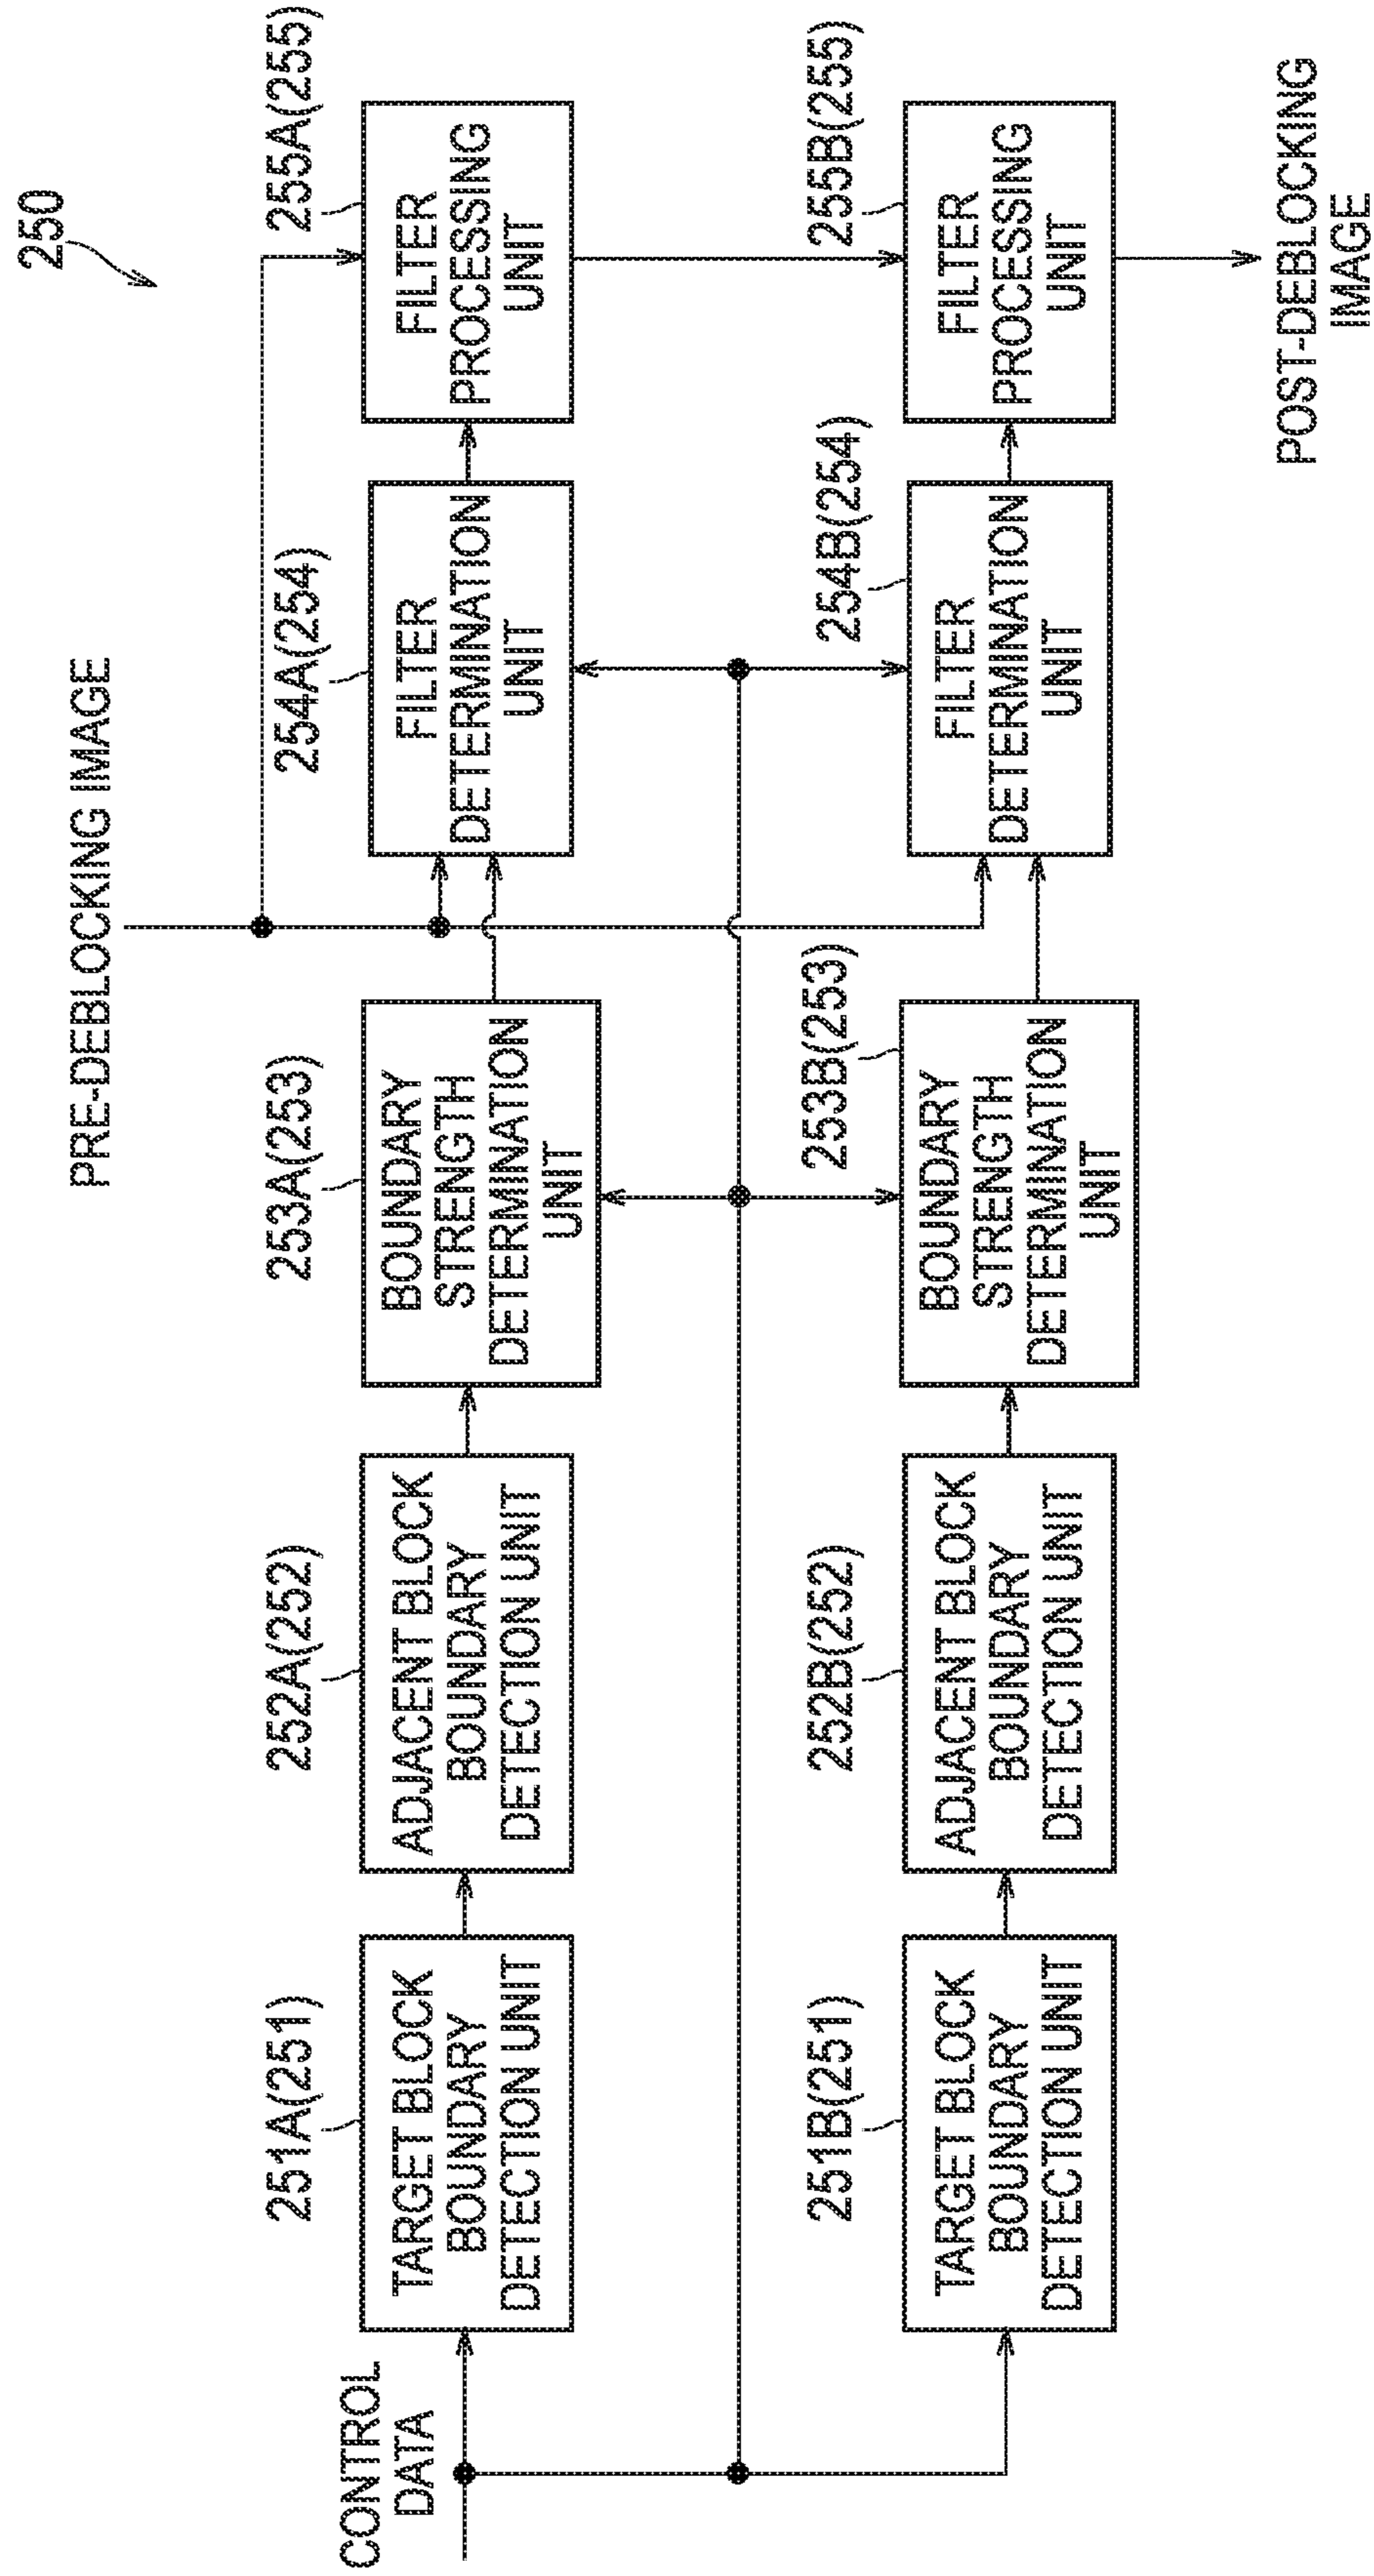 250
PRE-DEBLOCKING IMAGE
CONTROL
DATA
251A(251)
TARGET BLOCK
BOUNDARY
DETECTION UNIT
252A(252)
ADJACENT BLOCK
BOUNDARY
DETECTION UNIT
253A(253)
BOUNDARY
STRENGTH
DETERMINATION
UNIT
254A(254)
FILTER
DETERMINATION
UNIT
255A(255)
FILTER
PROCESSING
UNIT
251B(251)
TARGET BLOCK
BOUNDARY
DETECTION UNIT
252B(252)
ADJACENT BLOCK
BOUNDARY
DETECTION UNIT
253B(253)
BOUNDARY
STRENGTH
DETERMINATION
UNIT
254B(254)
FILTER
DETERMINATION
UNIT
255B(255)
FILTER
PROCESSING
UNIT
POST-DEBLOCKING
IMAGE